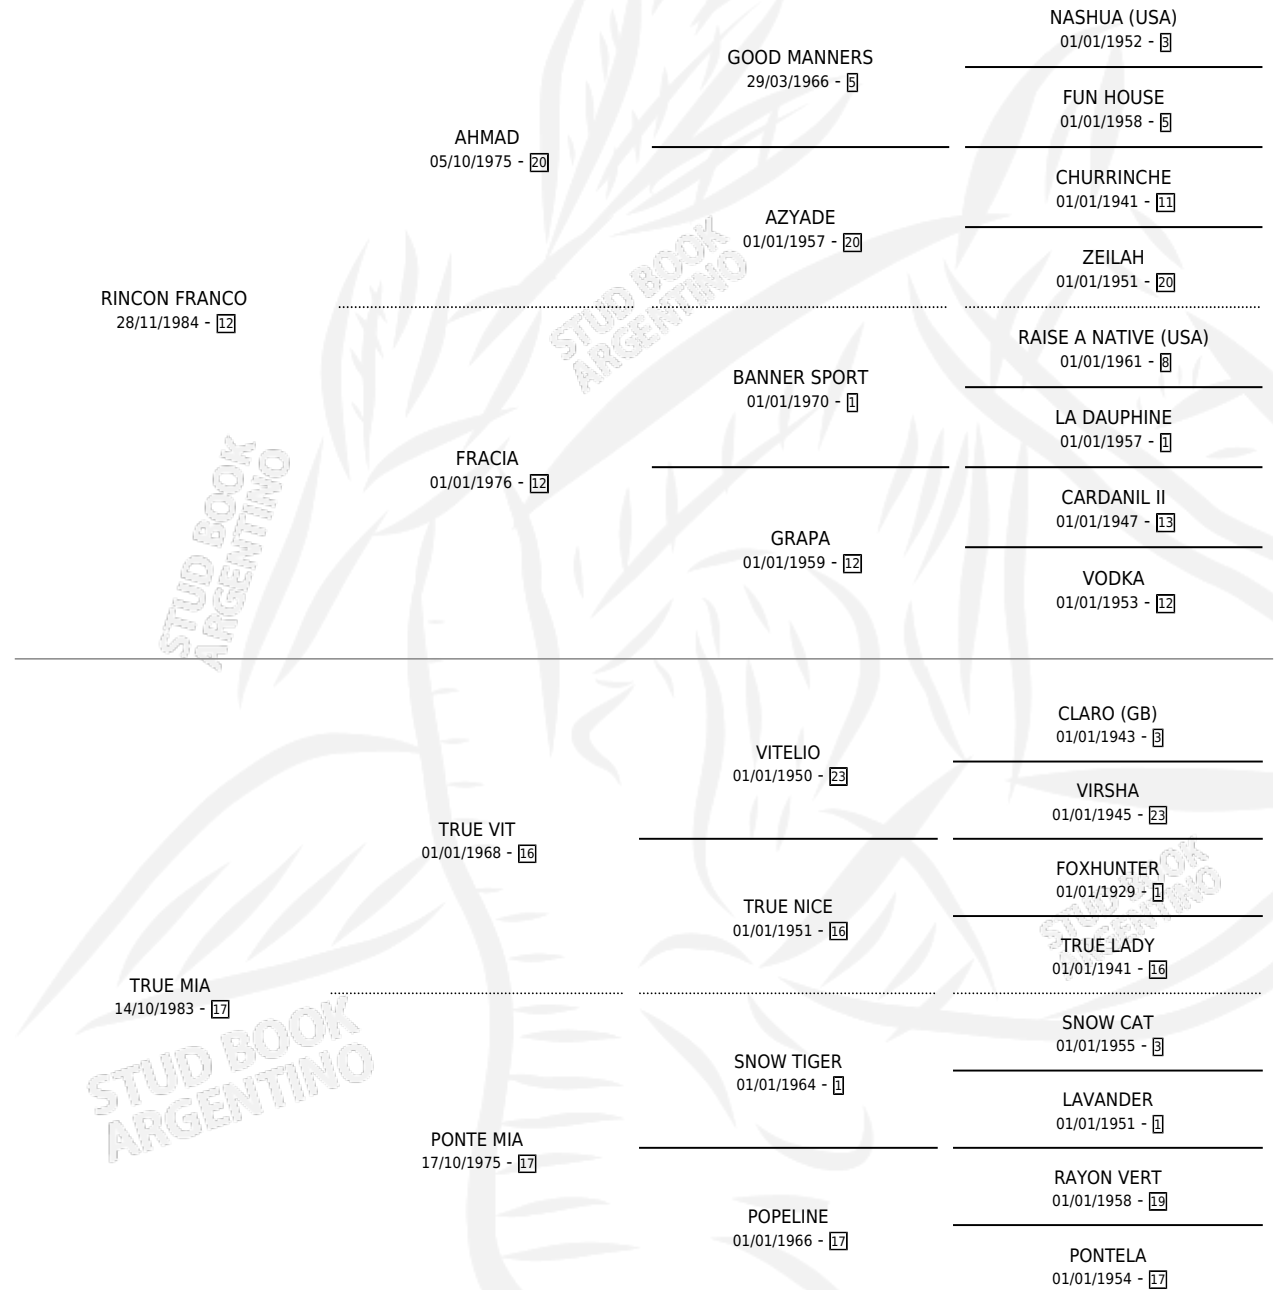 NASHUA (USA)
01/01/1952 - 3
GOOD MANNERS
29/03/1966 - 5
FUN HOUSE
01/01/1958 - 5
AHMAD
05/10/1975 - 20
CHURRINCHE
01/01/1941 - 11
AZYADE
01/01/1957 - 20
ZEILAH
01/01/1951 - 20
RINCON FRANCO
28/11/1984 - 12
STUD BOOK
ARGENTINO
RAISE A NATIVE (USA)
01/01/1961 - 8
BANNER SPORT
01/01/1970 - 1
LA DAUPHINE
01/01/1957 - 1
FRACIA
01/01/1976 - 12
CARDANIL II
01/01/1947 - 13
GRAPA
01/01/1959 - 12
VODKA
01/01/1953 - 12
STUD BOOK
ARGENTINO
CLARO (GB)
01/01/1943 - 3
VITELIO
01/01/1950 - 23
VIRSHA
01/01/1945 - 23
TRUE VIT
01/01/1968 - 16
FOXHUNTER
01/01/1929 - 1
TRUE NICE
01/01/1951 - 16
STUD BOOK
ARGENTINO
TRUE LADY
01/01/1941 - 16
TRUE MIA
14/10/1983 - 17
SNOW CAT
01/01/1955 - 3
SNOW TIGER
01/01/1964 - 1
STUD BOOK
ARGENTINO
LAVANDER
01/01/1951 - 1
PONTE MIA
17/10/1975 - 17
RAYON VERT
01/01/1958 - 19
POPELINE
01/01/1966 - 17
PONTELA
01/01/1954 - 17